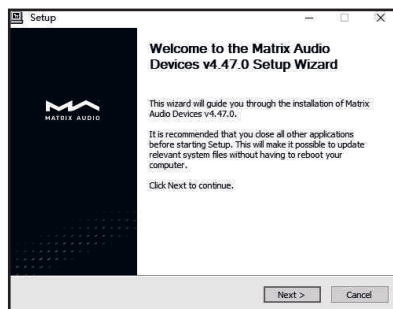 Setup
Welcome to the Matrix Audio
Devices v4.47.0 Setup Wizard
MATRIX AUDIO
This wizard will guide you through the installation of Matrix
Audio Devices v4.47.0.
It is recommended that you close all other applications
before starting Setup. This will make it possible to update
relevant system files without having to reboot your
computer.
Click Next to continue.
Next >
Cancel